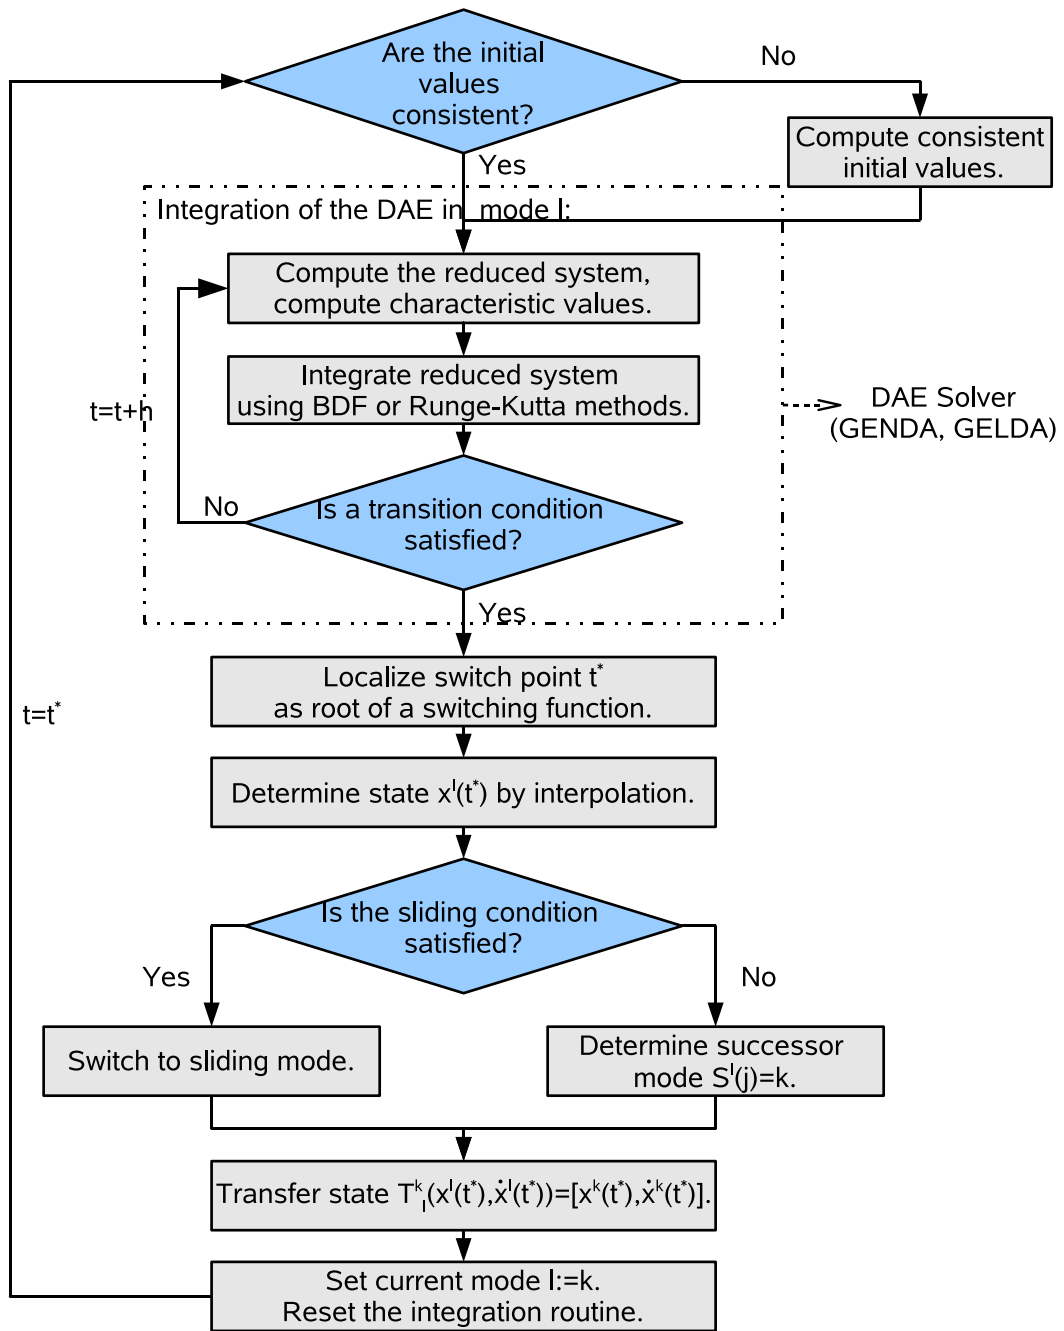 Are the initial
values
consistent?
No
Compute consistent
initial values.
Yes
Integration of the DAE in mode l:
Compute the reduced system,
compute characteristic values.
Integrate reduced system
using BDF or Runge-Kutta methods.
t=t+h
DAE Solver
(GENDA, GELDA)
No
Is a transition condition
satisfied?
Yes
Localize switch point t*
as root of a switching function.
t=t*
Determine state xˡ(t*) by interpolation.
Is the sliding condition
satisfied?
Yes
No
Switch to sliding mode.
Determine successor
mode Sˡ(j)=k.
Transfer state Tₗᵏ(xˡ(t*),ẋˡ(t*))=[xᵏ(t*),ẋᵏ(t*)].
Set current mode l:=k.
Reset the integration routine.